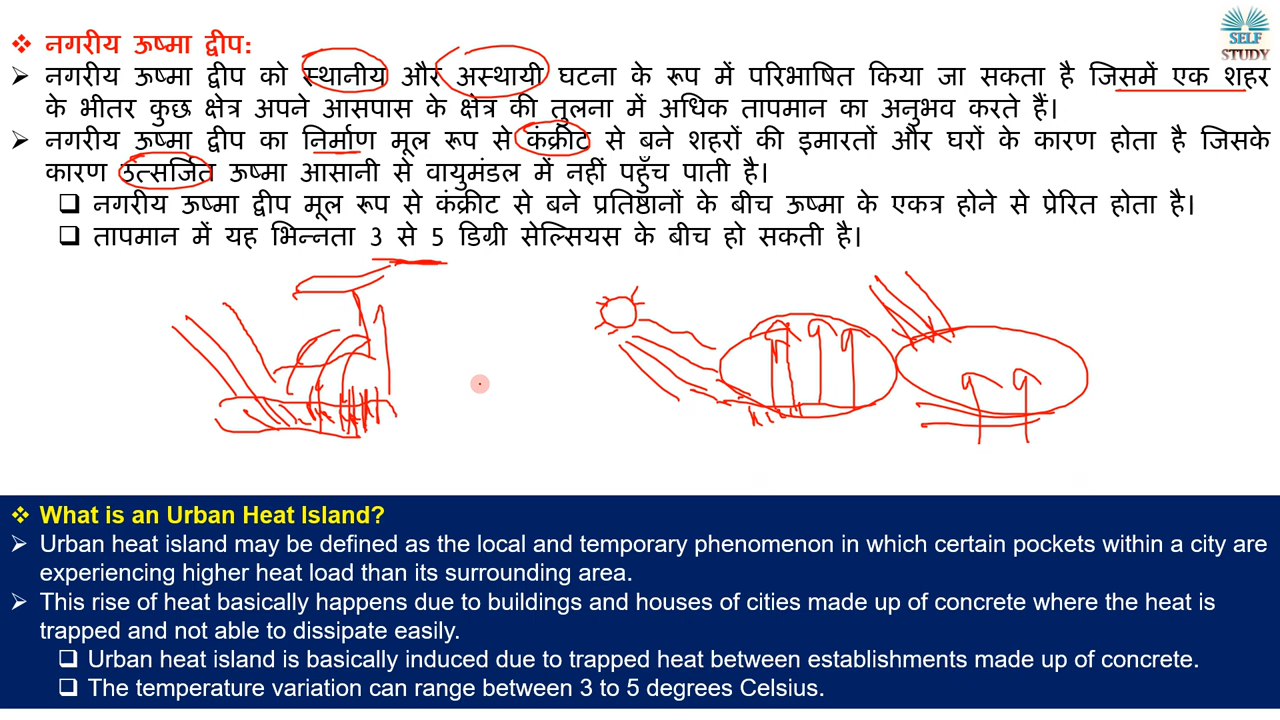 SELF
STUDY
❖ नगरीय ऊष्मा द्वीप:
➢ नगरीय ऊष्मा द्वीप को स्थानीय और अस्थायी घटना के रूप में परिभाषित किया जा सकता है जिसमें एक शहर
के भीतर कुछ क्षेत्र अपने आसपास के क्षेत्र की तुलना में अधिक तापमान का अनुभव करते हैं।
➢ नगरीय ऊष्मा द्वीप का निर्माण मूल रूप से कंक्रीट से बने शहरों की इमारतों और घरों के कारण होता है जिसके
कारण उत्सर्जित ऊष्मा आसानी से वायुमंडल में नहीं पहुँच पाती है।
❑ नगरीय ऊष्मा द्वीप मूल रूप से कंक्रीट से बने प्रतिष्ठानों के बीच ऊष्मा के एकत्र होने से प्रेरित होता है।
❑ तापमान में यह भिन्नता 3 से 5 डिग्री सेल्सियस के बीच हो सकती है।
❖ What is an Urban Heat Island?
➢ Urban heat island may be defined as the local and temporary phenomenon in which certain pockets within a city are
experiencing higher heat load than its surrounding area.
➢ This rise of heat basically happens due to buildings and houses of cities made up of concrete where the heat is
trapped and not able to dissipate easily.
❑ Urban heat island is basically induced due to trapped heat between establishments made up of concrete.
❑ The temperature variation can range between 3 to 5 degrees Celsius.